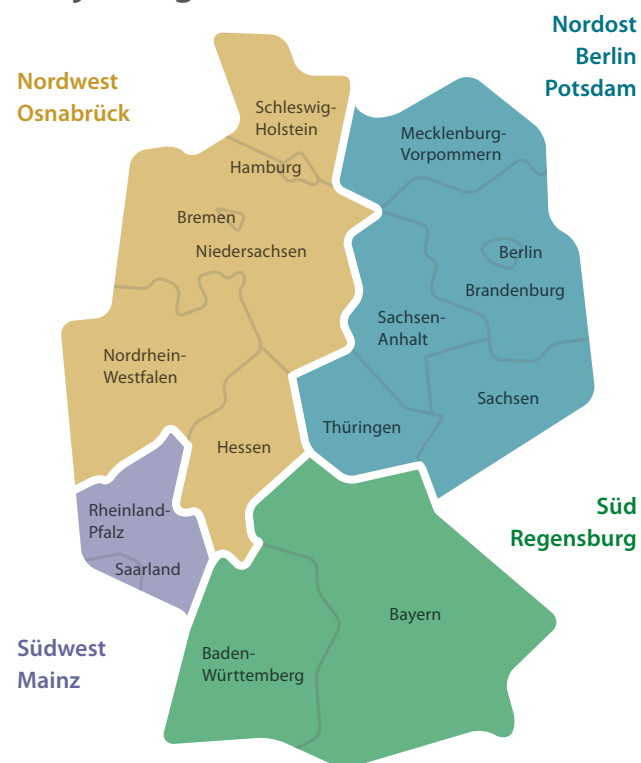 Nordost
Berlin
Potsdam
Nordwest
Osnabrück
Schleswig-
Holstein
Mecklenburg-
Vorpommern
Hamburg
Bremen
Niedersachsen
Berlin
Brandenburg
Sachsen-
Anhalt
Nordrhein-
Westfalen
Sachsen
Thüringen
Hessen
Rheinland-
Pfalz
Saarland
Süd
Regensburg
Bayern
Südwest
Mainz
Baden-
Württemberg